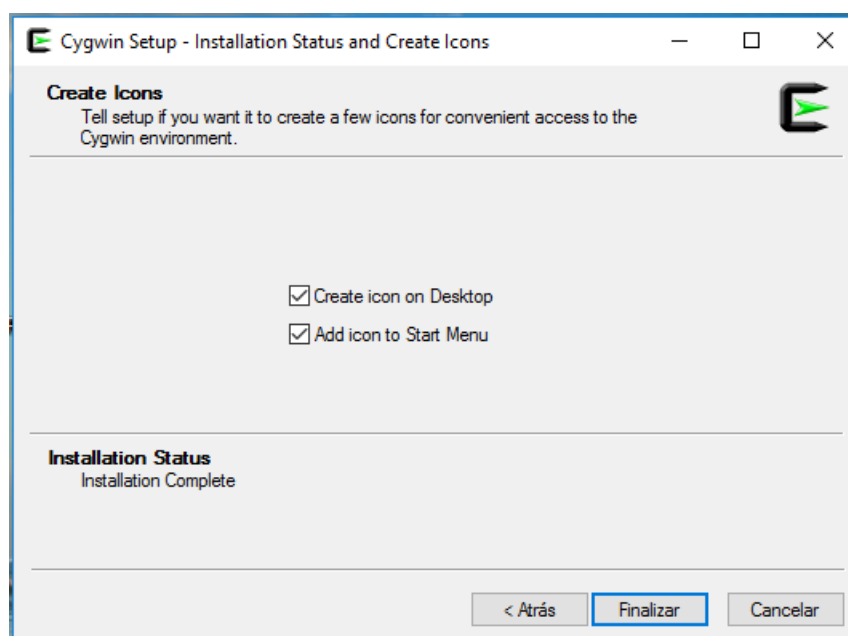 Cygwin Setup - Installation Status and Create Icons
Create Icons
Tell setup if you want it to create a few icons for convenient access to the
Cygwin environment.
Create icon on Desktop
Add icon to Start Menu
Installation Status
Installation Complete
< Atrás Finalizar Cancelar